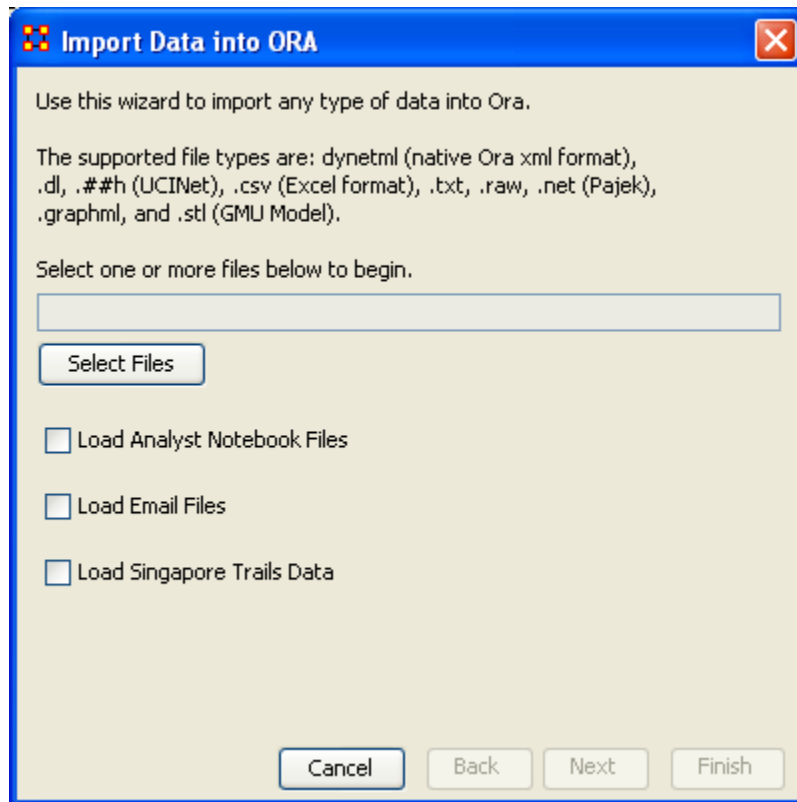 Import Data into ORA
Use this wizard to import any type of data into Ora.
The supported file types are: dynetml (native Ora xml format),
.dl, .##h (UCINet), .csv (Excel format), .txt, .raw, .net (Pajek),
.graphml, and .stl (GMU Model).
Select one or more files below to begin.
Select Files
Load Analyst Notebook Files
Load Email Files
Load Singapore Trails Data
Cancel Back Next Finish